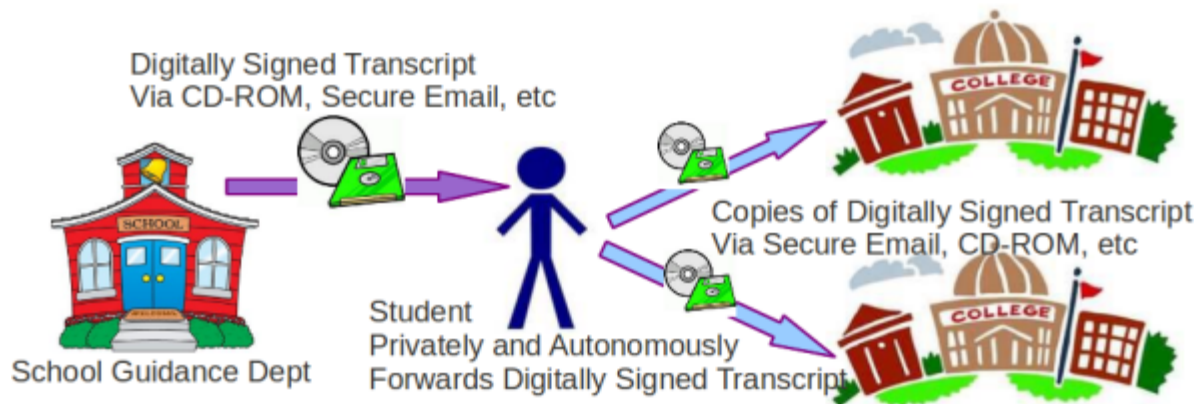 Digitally Signed Transcript
Via CD-ROM, Secure Email, etc
COLLEGE
SCHOOL
WELCOME
School Guidance Dept
Student
Privately and Autonomously
Forwards Digitally Signed Transcript
Copies of Digitally Signed Transcript
Via Secure Email, CD-ROM, etc
COLLEGE